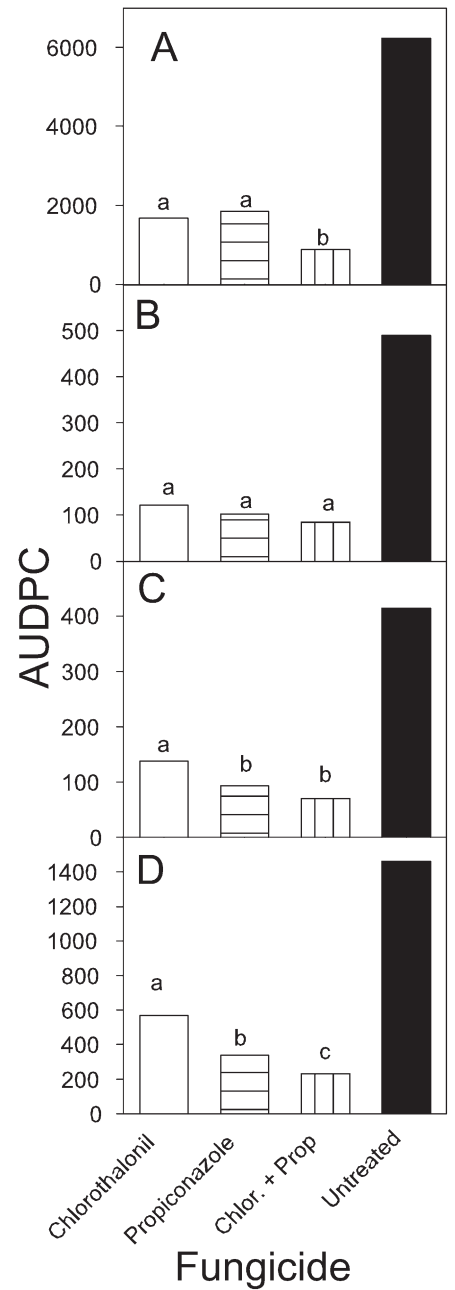 A
6000
4000
2000
0
a
a
b
B
500
400
300
200
100
0
a
a
a
C
400
300
200
100
0
a
b
b
D
1400
1200
1000
800
600
400
200
0
a
b
c
AUDPC
Chlorothalonil
Propiconazole
Chlor. + Prop
Untreated
Fungicide